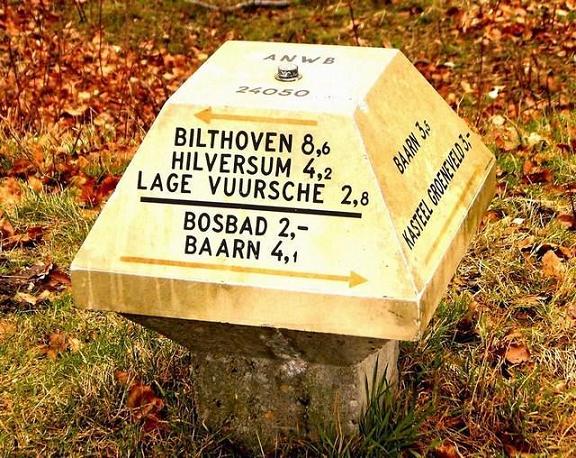 ANWB
24050
BILTHOVEN 8,6
HILVERSUM 4,2
LAGE VUURSCHE 2,8
BOSBAD 2,-
BAARN 4,1
BAARN 3,5
KASTEEL GROENEVELD 3,-